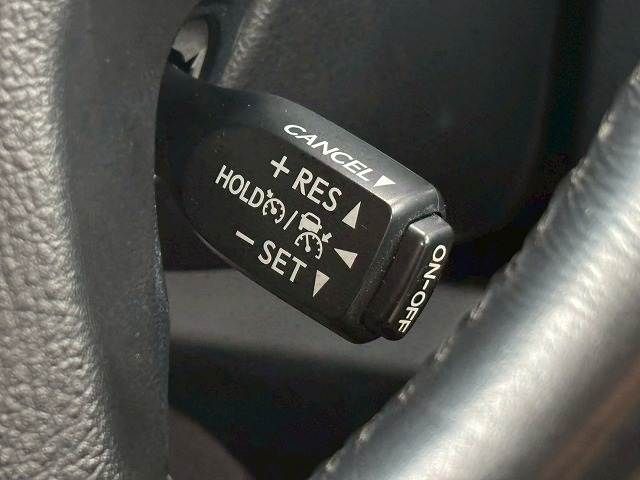 CANCEL▼
+ RES ▲
HOLD / ◀
− SET ▼
ON-OFF